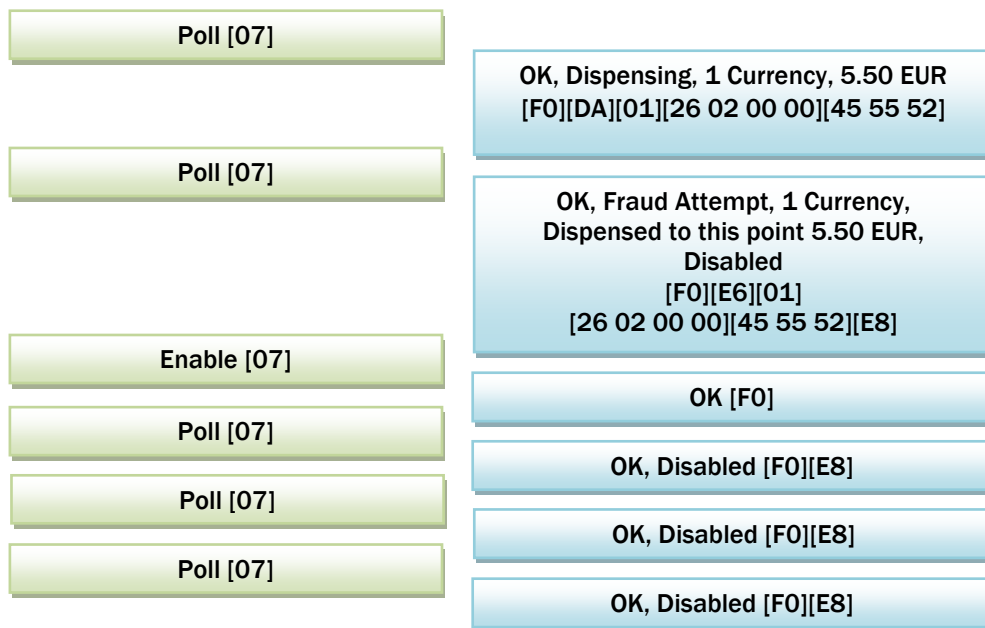 Poll [07]
OK, Dispensing, 1 Currency, 5.50 EUR
[F0][DA][01][26 02 00 00][45 55 52]
Poll [07]
OK, Fraud Attempt, 1 Currency,
Dispensed to this point 5.50 EUR,
Disabled
[F0][E6][01]
[26 02 00 00][45 55 52][E8]
Enable [07]
OK [F0]
Poll [07]
OK, Disabled [F0][E8]
Poll [07]
OK, Disabled [F0][E8]
Poll [07]
OK, Disabled [F0][E8]